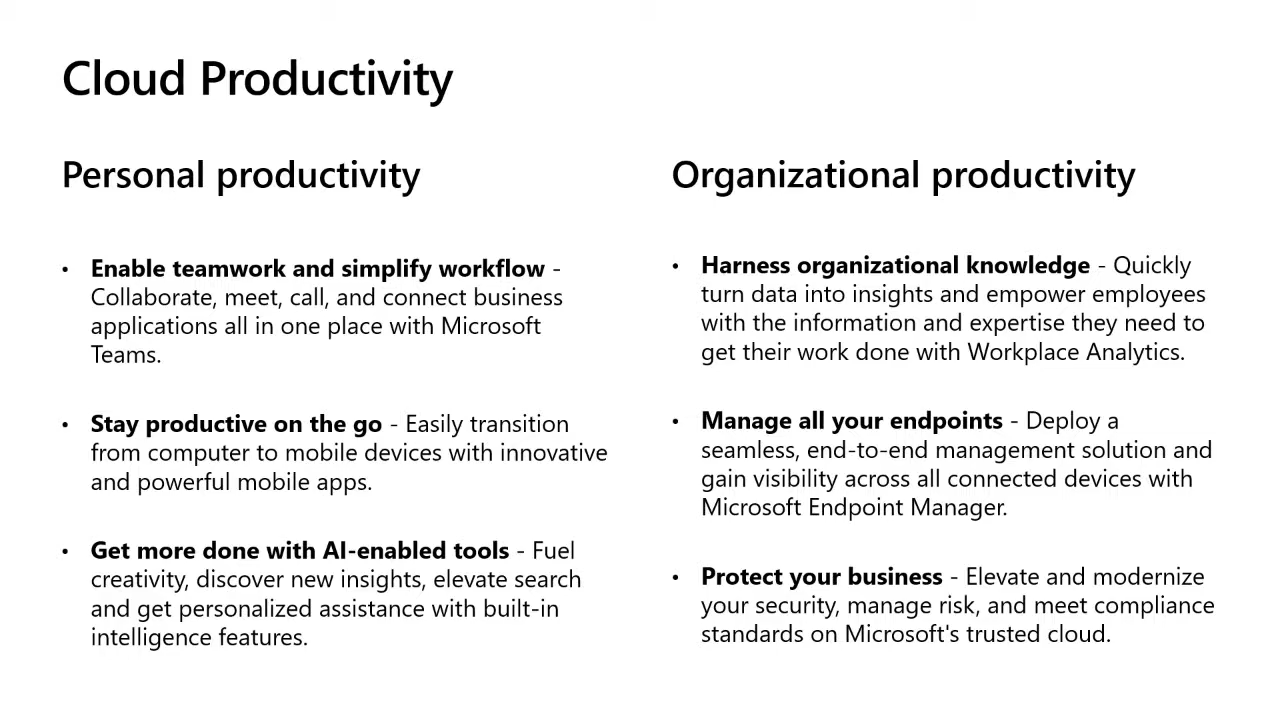 Cloud Productivity
Personal productivity
• Enable teamwork and simplify workflow -
Collaborate, meet, call, and connect business
applications all in one place with Microsoft
Teams.
• Stay productive on the go - Easily transition
from computer to mobile devices with innovative
and powerful mobile apps.
• Get more done with AI-enabled tools - Fuel
creativity, discover new insights, elevate search
and get personalized assistance with built-in
intelligence features.
Organizational productivity
• Harness organizational knowledge - Quickly
turn data into insights and empower employees
with the information and expertise they need to
get their work done with Workplace Analytics.
• Manage all your endpoints - Deploy a
seamless, end-to-end management solution and
gain visibility across all connected devices with
Microsoft Endpoint Manager.
• Protect your business - Elevate and modernize
your security, manage risk, and meet compliance
standards on Microsoft's trusted cloud.